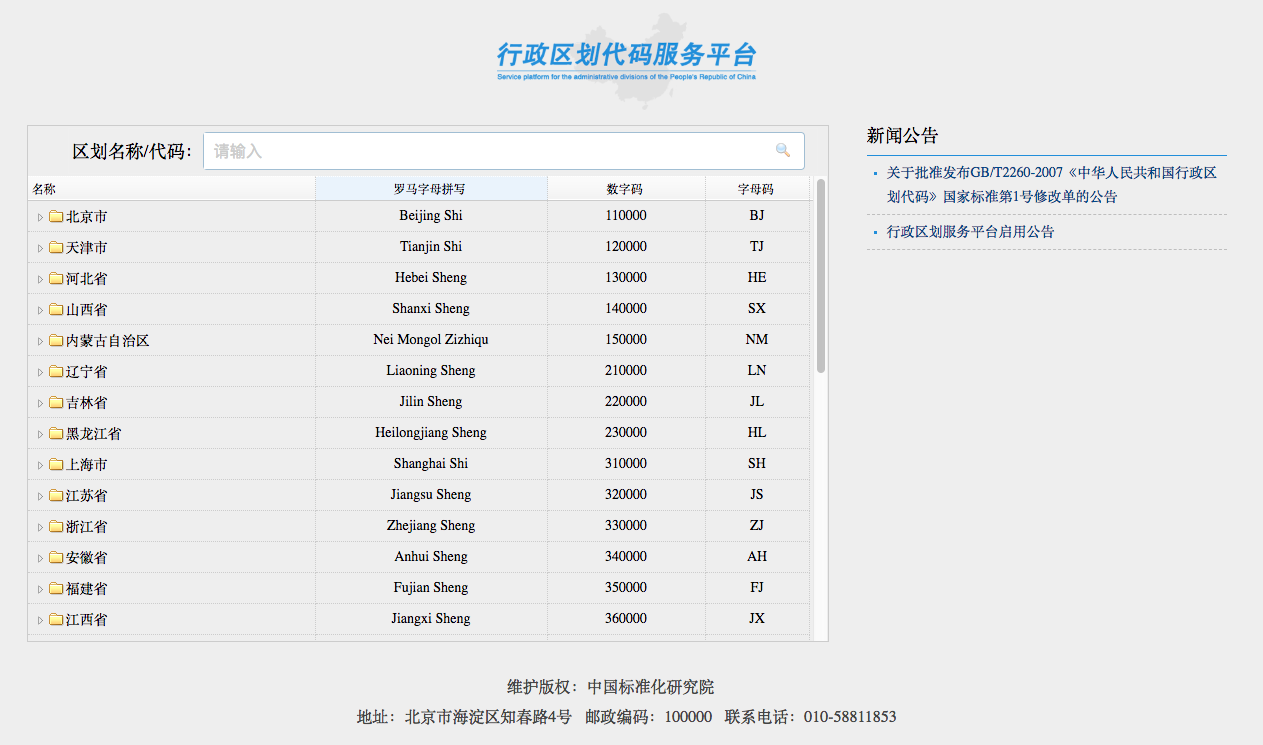 行政区划代码服务平台
Service platform for the administrative divisions of the People's Republic of China
区划名称/代码： 请输入
名称 罗马字母拼写 数字码 字母码
北京市 Beijing Shi 110000 BJ
天津市 Tianjin Shi 120000 TJ
河北省 Hebei Sheng 130000 HE
山西省 Shanxi Sheng 140000 SX
内蒙古自治区 Nei Mongol Zizhiqu 150000 NM
辽宁省 Liaoning Sheng 210000 LN
吉林省 Jilin Sheng 220000 JL
黑龙江省 Heilongjiang Sheng 230000 HL
上海市 Shanghai Shi 310000 SH
江苏省 Jiangsu Sheng 320000 JS
浙江省 Zhejiang Sheng 330000 ZJ
安徽省 Anhui Sheng 340000 AH
福建省 Fujian Sheng 350000 FJ
江西省 Jiangxi Sheng 360000 JX
新闻公告
关于批准发布GB/T2260-2007《中华人民共和国行政区
划代码》国家标准第1号修改单的公告
行政区划服务平台启用公告
维护版权：中国标准化研究院
地址：北京市海淀区知春路4号 邮政编码：100000 联系电话：010-58811853